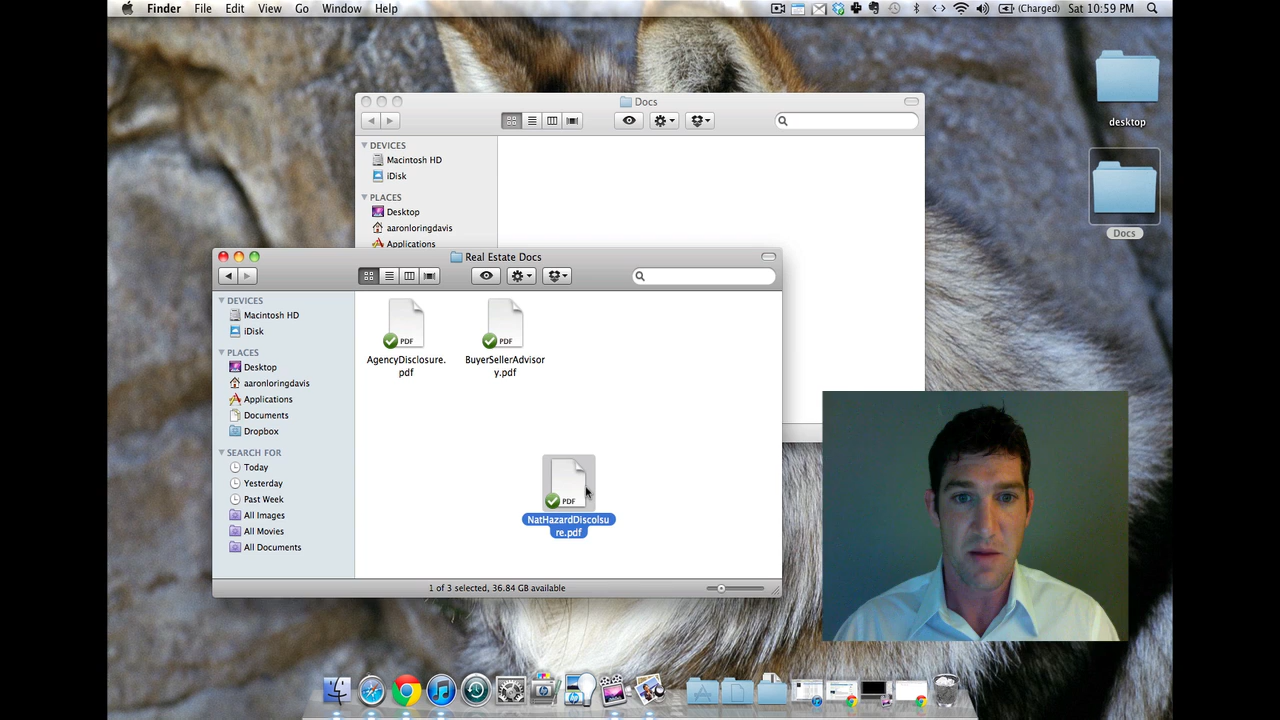 Finder File Edit View Go Window Help
(Charged) Sat 10:59 PM
desktop
Docs
Docs
DEVICES
Macintosh HD
iDisk
PLACES
Desktop
aaronloringdavis
Applications
Real Estate Docs
DEVICES
Macintosh HD
iDisk
PLACES
Desktop
aaronloringdavis
Applications
Documents
Dropbox
SEARCH FOR
Today
Yesterday
Past Week
All Images
All Movies
All Documents
PDF
AgencyDisclosure.
pdf
PDF
BuyerSellerAdvisor
y.pdf
PDF
NatHazardDiscolsu
re.pdf
1 of 3 selected, 36.84 GB available